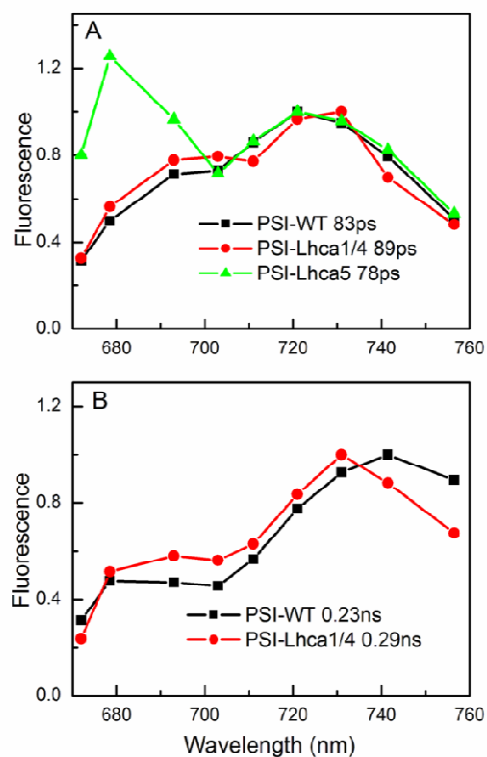 A
1.2
0.8
0.4
0.0
Fluorescence
PSI-WT 83ps
PSI-Lhca1/4 89ps
PSI-Lhca5 78ps
680 700 720 740 760
B
1.2
0.8
0.4
0.0
Fluorescence
PSI-WT 0.23ns
PSI-Lhca1/4 0.29ns
680 700 720 740 760
Wavelength (nm)